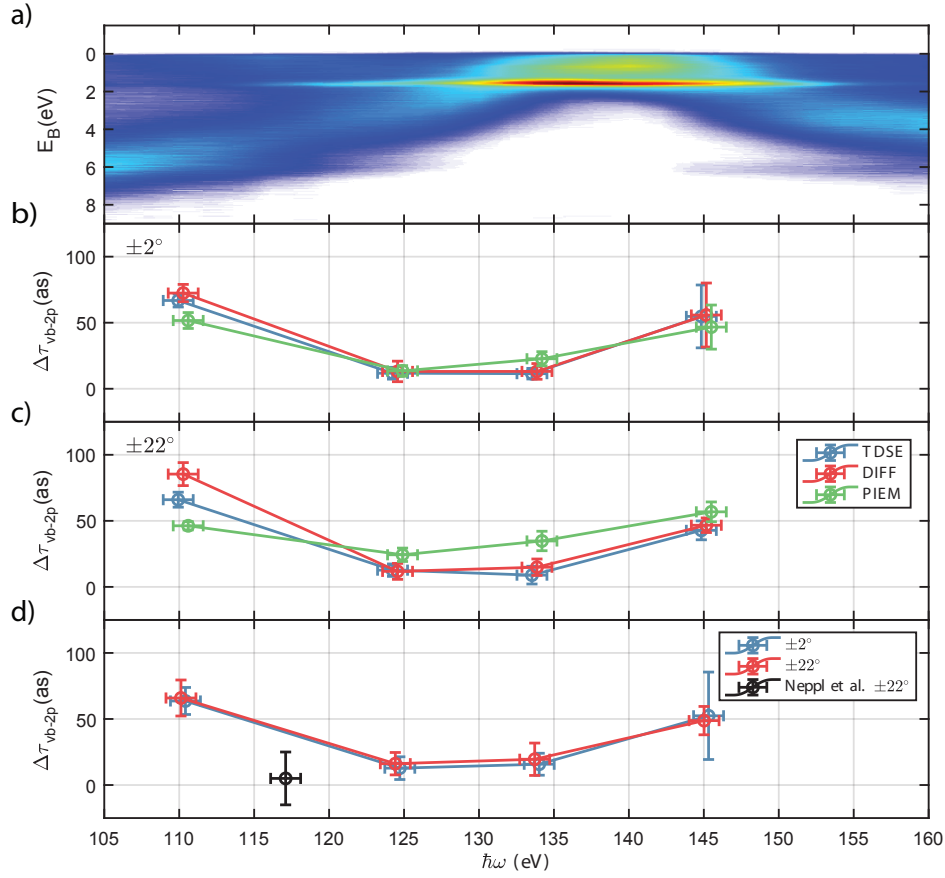 a)
0
2
4
6
8
E_B(eV)
b)
±2°
100
50
0
Δτ_vb-2p(as)
c)
±22°
100
50
0
Δτ_vb-2p(as)
TDSE
DIFF
PIEM
d)
100
50
0
Δτ_vb-2p(as)
±2°
±22°
Neppl et al. ±22°
105 110 115 120 125 130 135 140 145 150 155 160
ħω (eV)